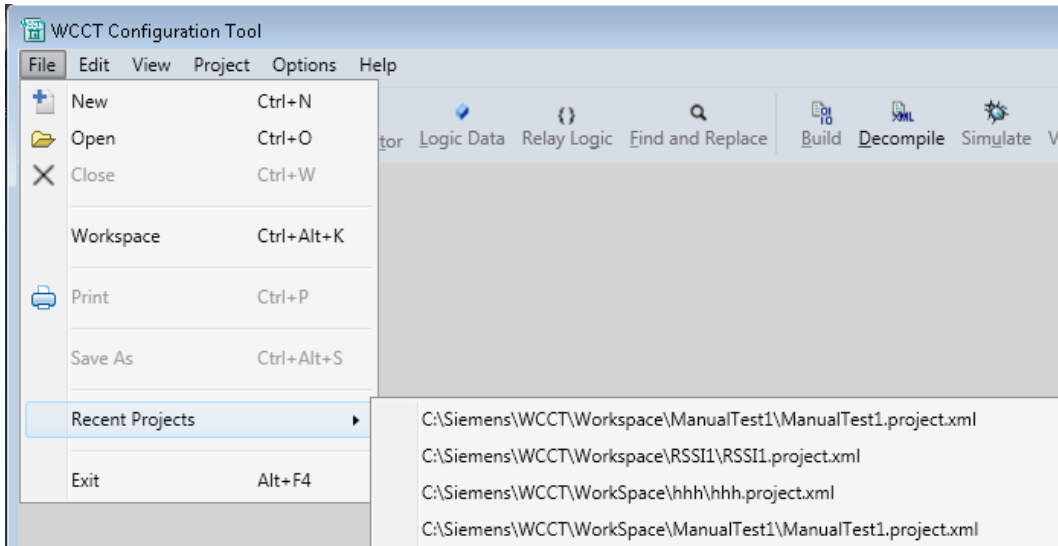 WCCT Configuration Tool
File Edit View Project Options Help
New Ctrl+N
Open Ctrl+O
Close Ctrl+W
Workspace Ctrl+Alt+K
Print Ctrl+P
Save As Ctrl+Alt+S
Recent Projects
Exit Alt+F4
tor Logic Data Relay Logic Find and Replace Build Decompile Simulate V
C:\Siemens\WCCT\Workspace\ManualTest1\ManualTest1.project.xml
C:\Siemens\WCCT\Workspace\RSSI1\RSSI1.project.xml
C:\Siemens\WCCT\WorkSpace\hhh\hhh.project.xml
C:\Siemens\WCCT\WorkSpace\ManualTest1\ManualTest1.project.xml